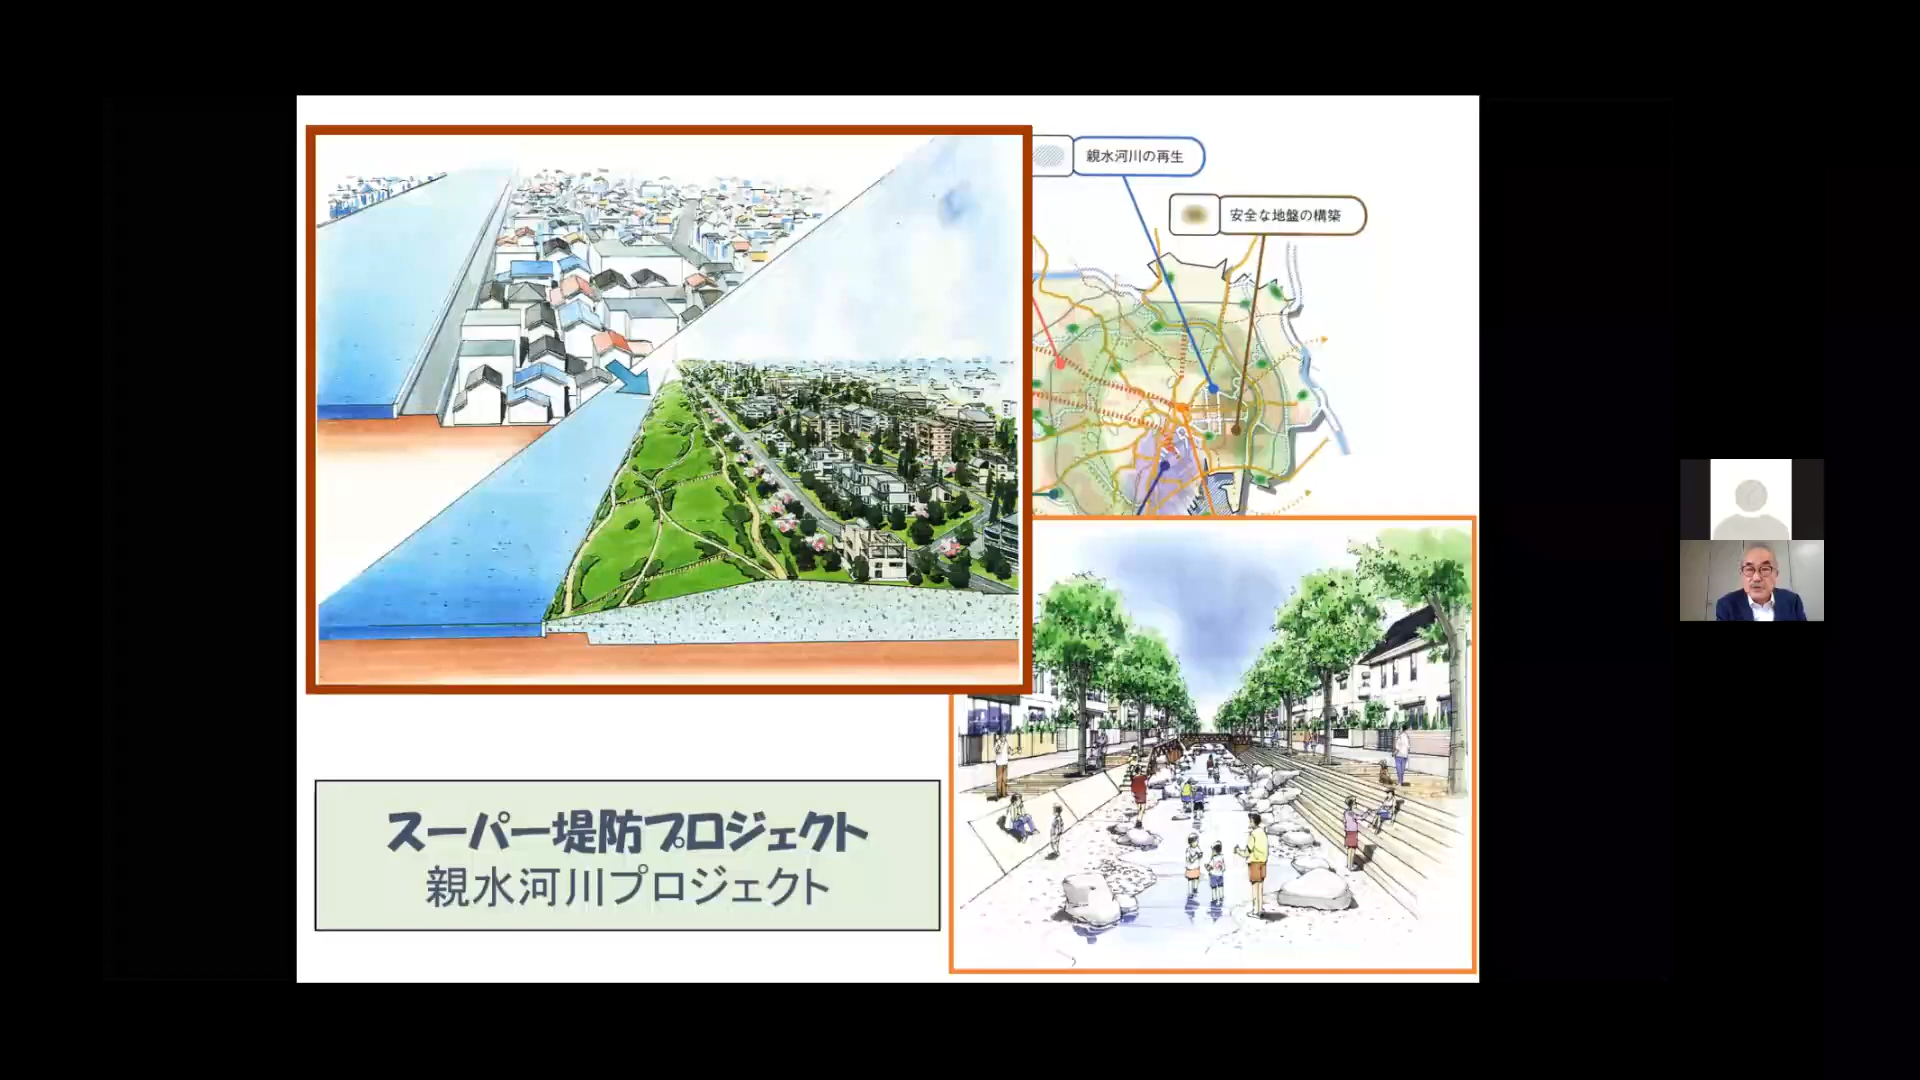 親水河川の再生
安全な地盤の構築
スーパー堤防プロジェクト
親水河川プロジェクト